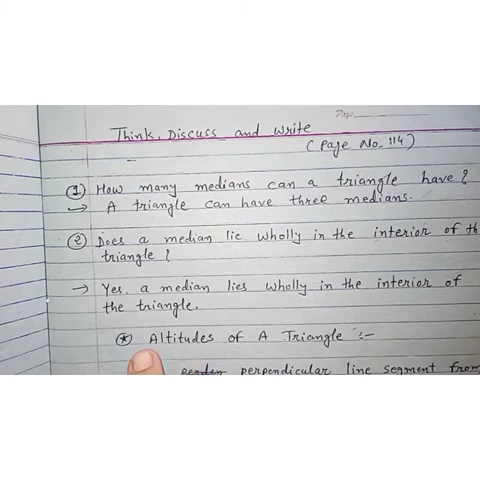 Page
Think, Discuss and Write
(Page No. 114)
① How many medians can a triangle have?
→ A triangle can have three medians.
② Does a median lie wholly in the interior of th
triangle?
→ Yes, a median lies wholly in the interior of
the triangle.
* Altitudes of A Triangle :-
perpendicular line segment from